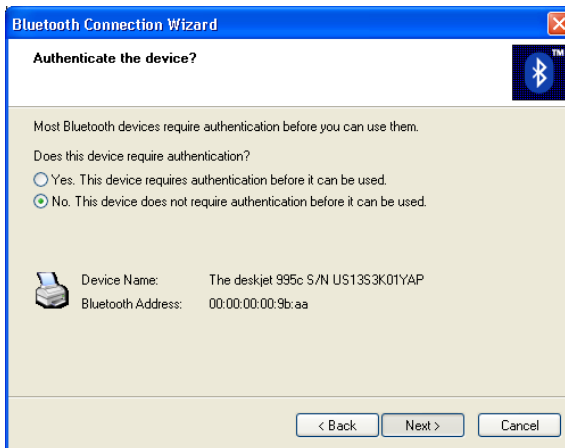 Bluetooth Connection Wizard
Authenticate the device?
TM
Most Bluetooth devices require authentication before you can use them.
Does this device require authentication?
Yes. This device requires authentication before it can be used.
No. This device does not require authentication before it can be used.
Device Name: The deskjet 995c S/N US13S3K01YAP
Bluetooth Address: 00:00:00:00:9b:aa
< Back Next > Cancel